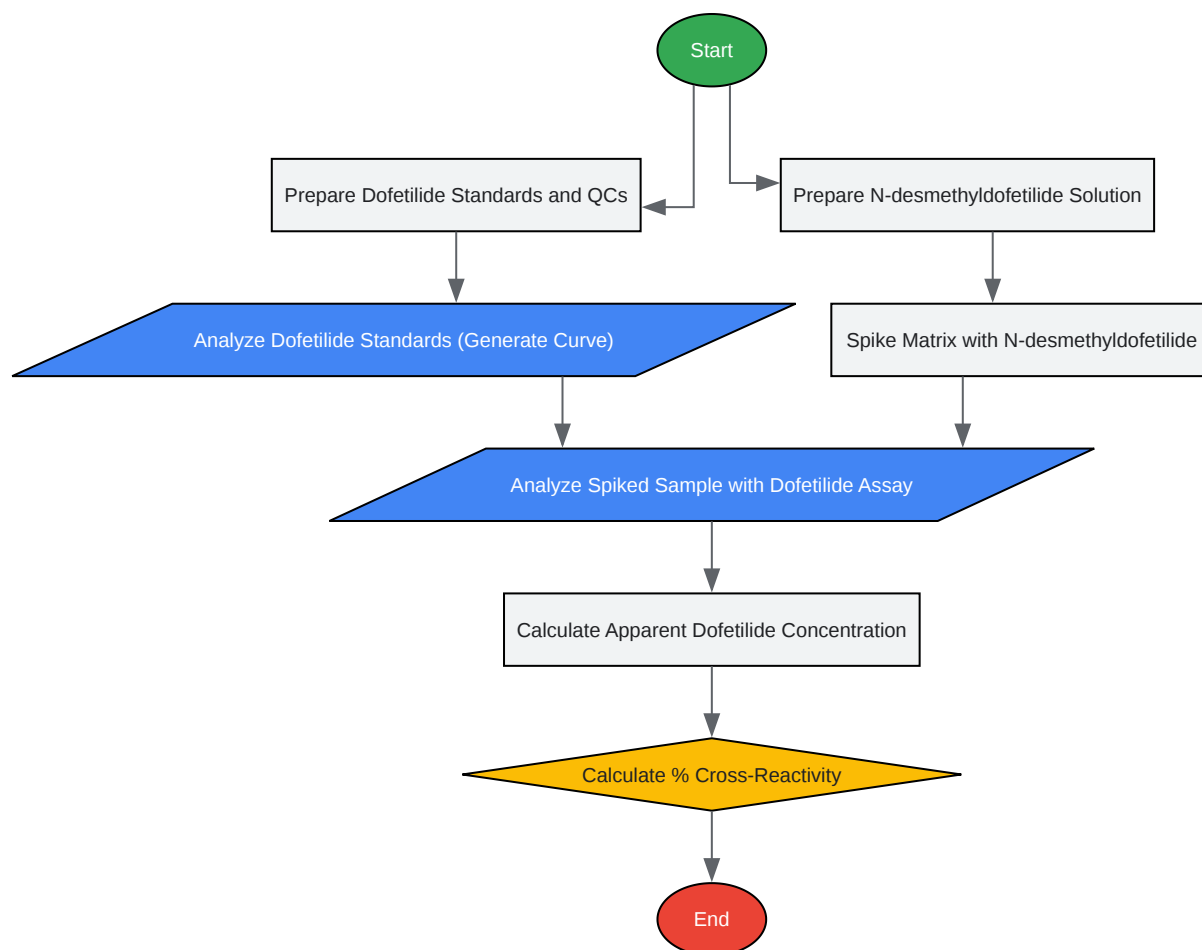 Start
Prepare Dofetilide Standards and QCs
Prepare N-desmethyldofetilide Solution
Analyze Dofetilide Standards (Generate Curve)
Spike Matrix with N-desmethyldofetilide
Analyze Spiked Sample with Dofetilide Assay
Calculate Apparent Dofetilide Concentration
Calculate % Cross-Reactivity
End